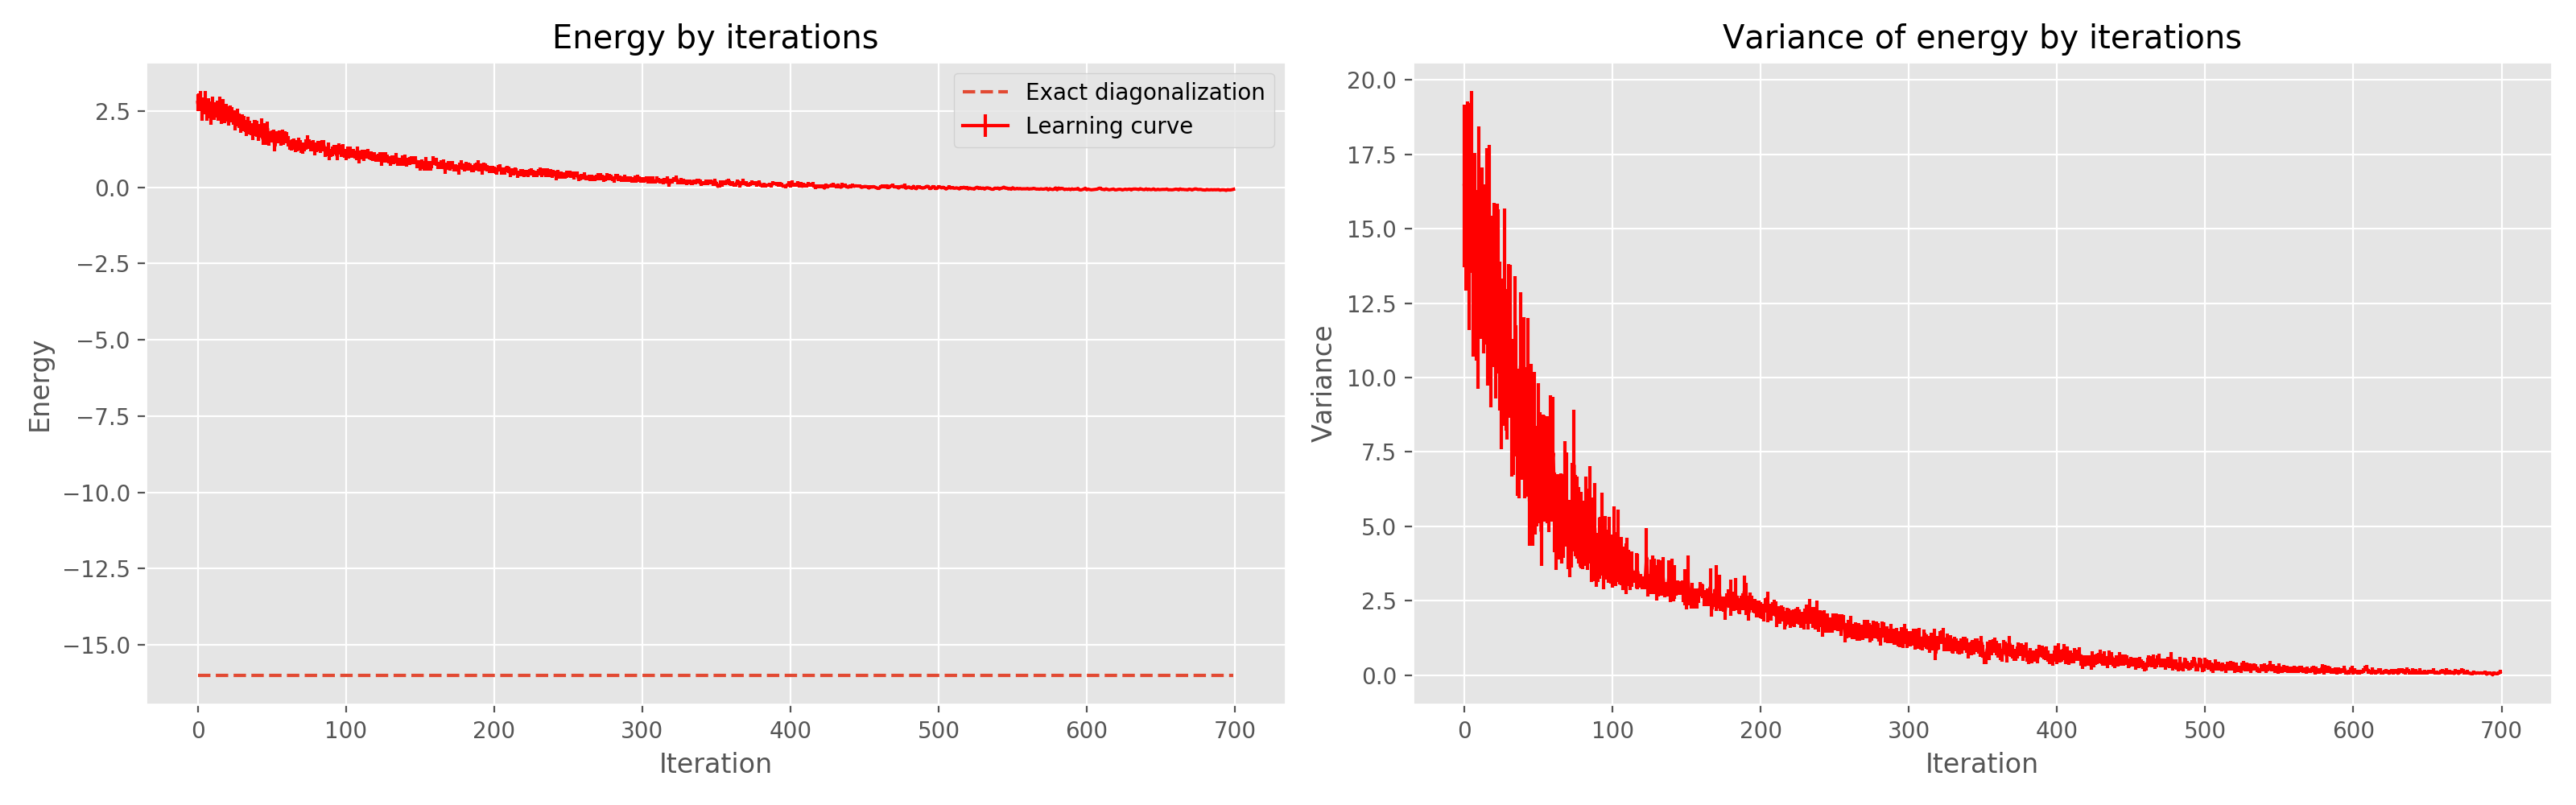 Energy by iterations
Exact diagonalization
Learning curve
2.5
0.0
−2.5
−5.0
−7.5
−10.0
−12.5
−15.0
Energy
0 100 200 300 400 500 600 700
Iteration
Variance of energy by iterations
20.0
17.5
15.0
12.5
10.0
7.5
5.0
2.5
0.0
Variance
0 100 200 300 400 500 600 700
Iteration